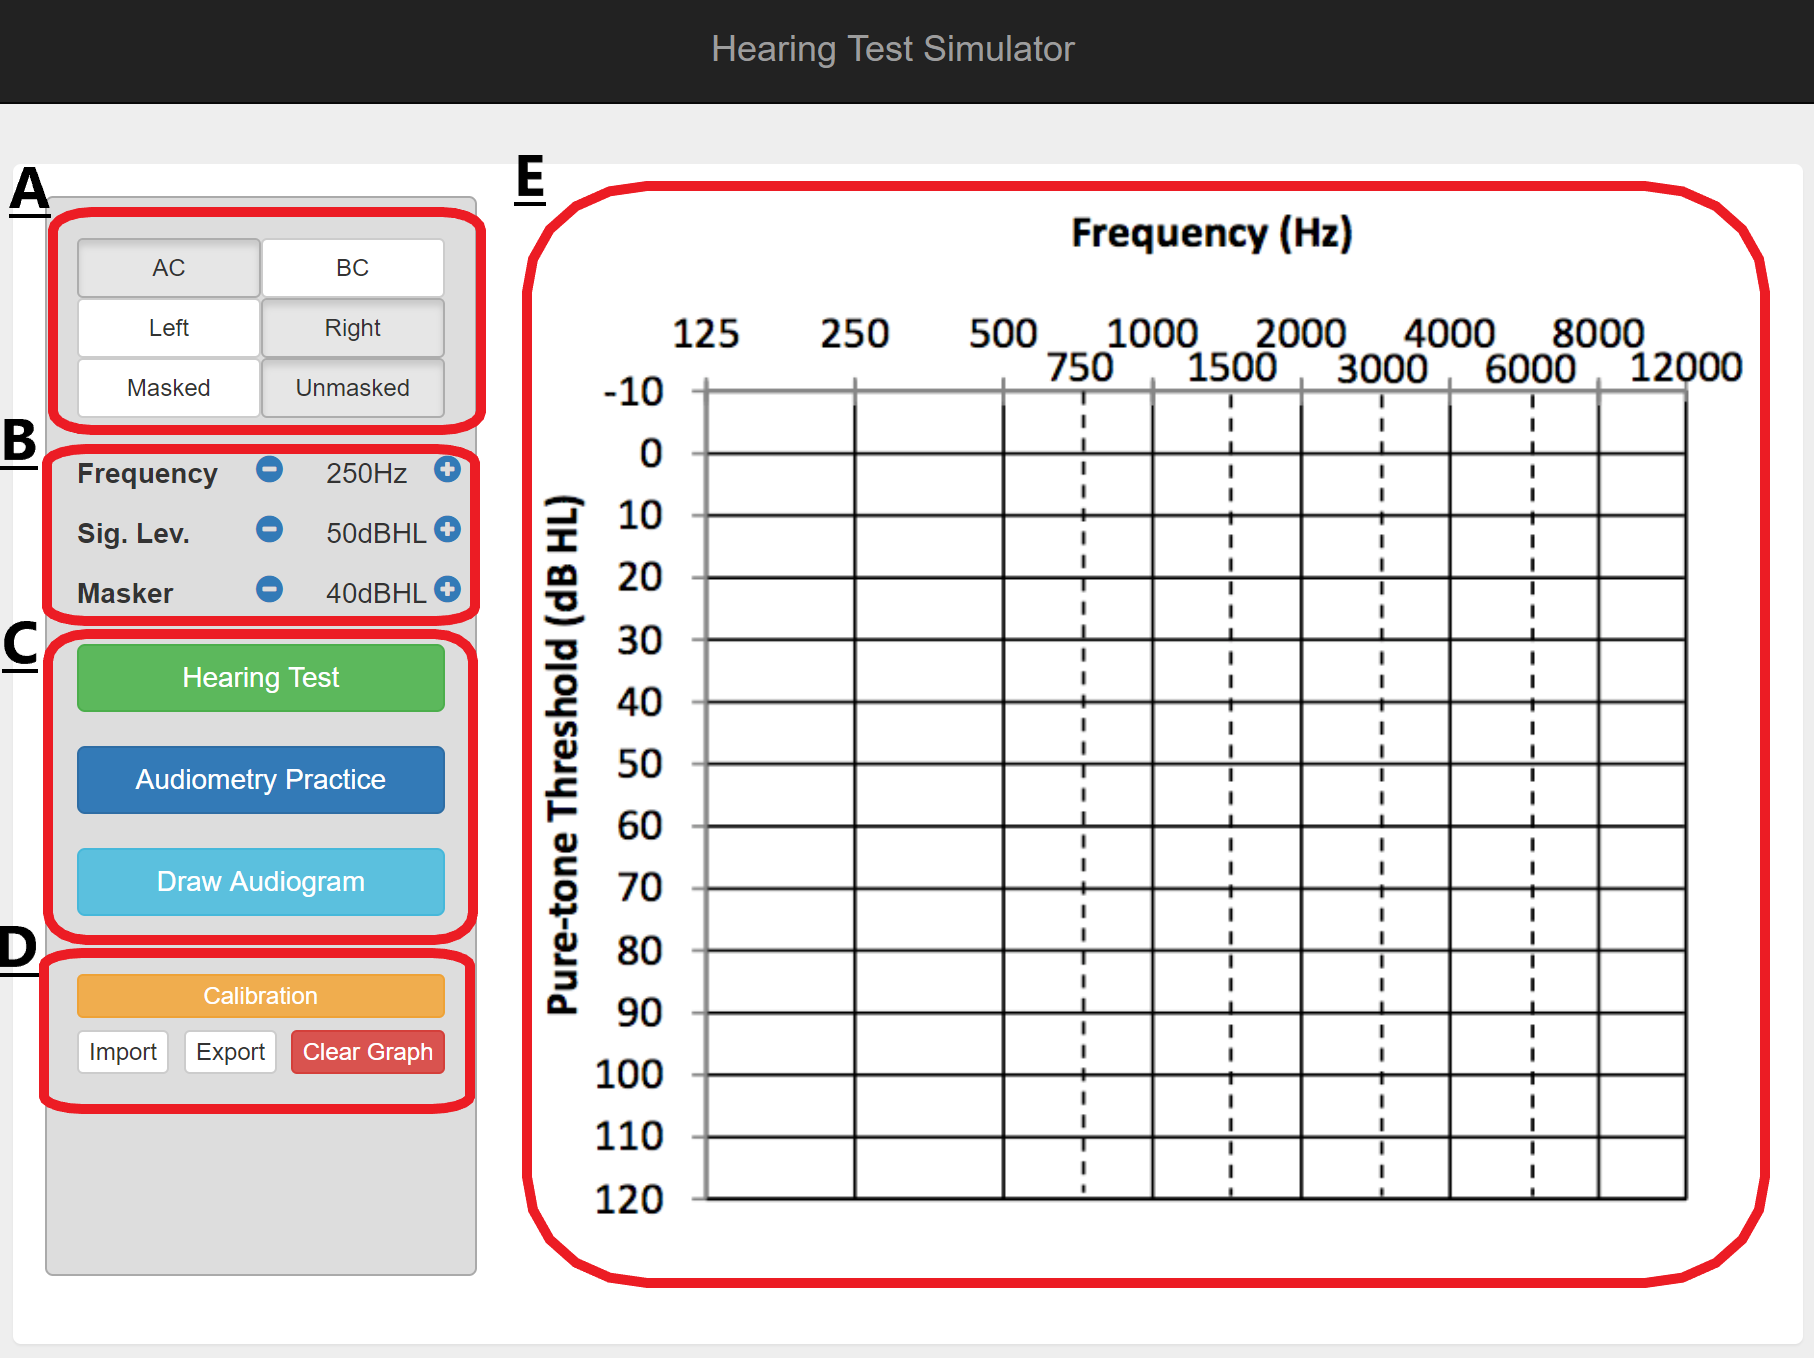 Hearing Test Simulator
A
AC BC
Left Right
Masked Unmasked
B
Frequency 250Hz
Sig. Lev. 50dBHL
Masker 40dBHL
C
Hearing Test
Audiometry Practice
Draw Audiogram
D
Calibration
Import Export Clear Graph
E
Frequency (Hz)
125 250 500 1000 2000 4000 8000
750 1500 3000 6000 12000
Pure-tone Threshold (dB HL)
-10
0
10
20
30
40
50
60
70
80
90
100
110
120